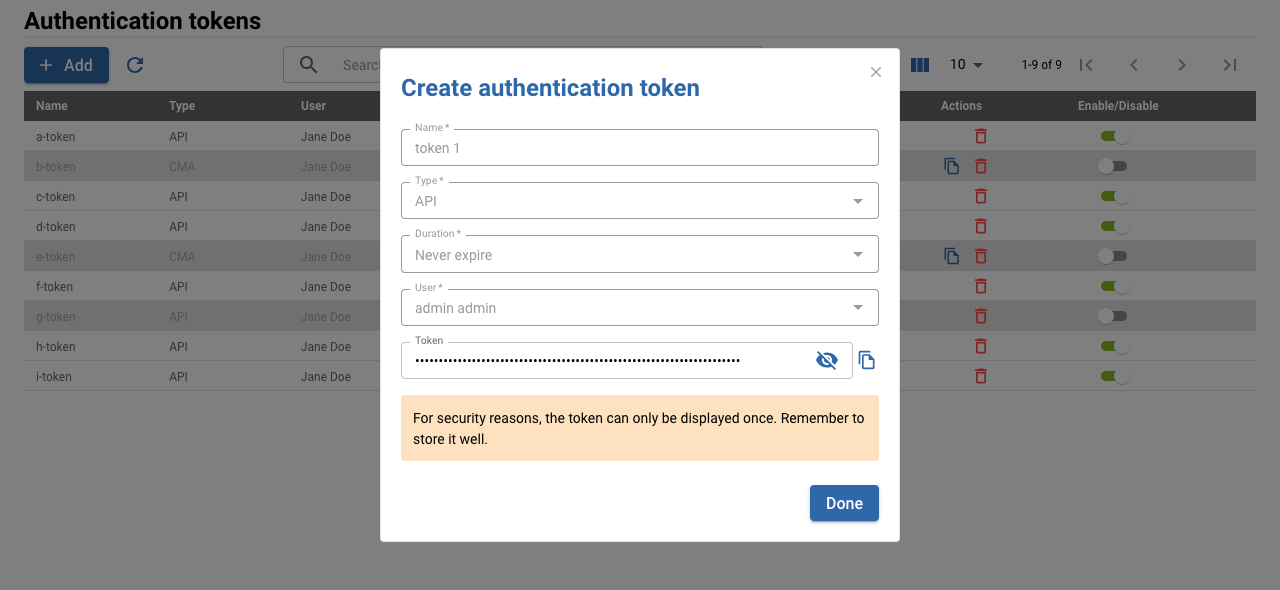 Authentication tokens
Add
Searc
10
1-9 of 9
Name Type User Actions Enable/Disable
a-token API Jane Doe
b-token CMA Jane Doe
c-token API Jane Doe
d-token API Jane Doe
e-token CMA Jane Doe
f-token API Jane Doe
g-token API Jane Doe
h-token API Jane Doe
i-token API Jane Doe
Create authentication token
Name *
token 1
Type *
API
Duration *
Never expire
User *
admin admin
Token
••••••••••••••••••••••••••••••••••••••••••••••••••••••••••••••••
For security reasons, the token can only be displayed once. Remember to
store it well.
Done